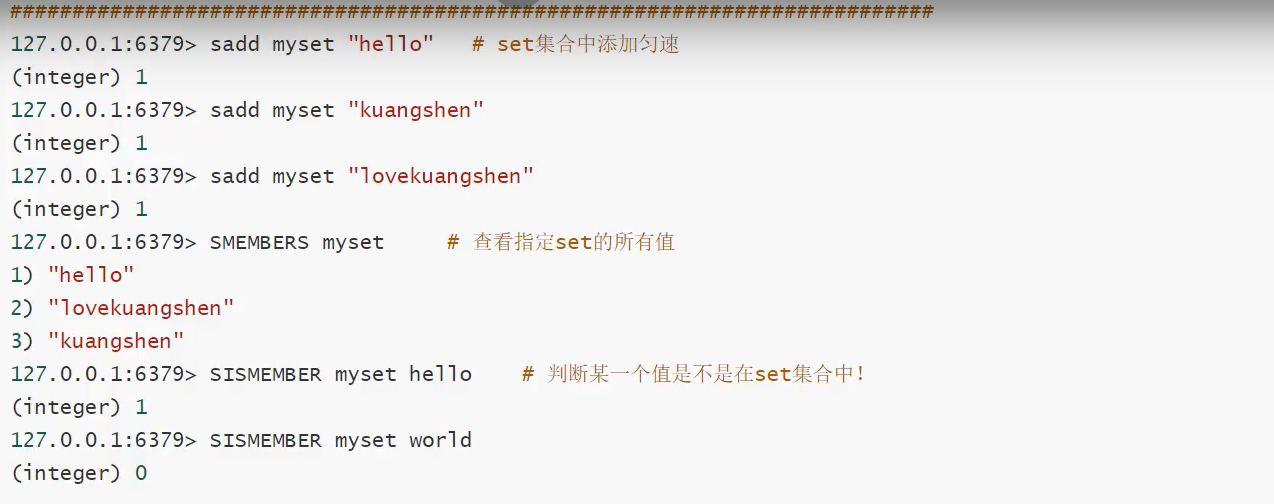 ##########################################################################
127.0.0.1:6379> sadd myset "hello"   # set集合中添加匀速
(integer) 1
127.0.0.1:6379> sadd myset "kuangshen"
(integer) 1
127.0.0.1:6379> sadd myset "lovekuangshen"
(integer) 1
127.0.0.1:6379> SMEMBERS myset     # 查看指定set的所有值
1) "hello"
2) "lovekuangshen"
3) "kuangshen"
127.0.0.1:6379> SISMEMBER myset hello    # 判断某一个值是不是在set集合中！
(integer) 1
127.0.0.1:6379> SISMEMBER myset world
(integer) 0